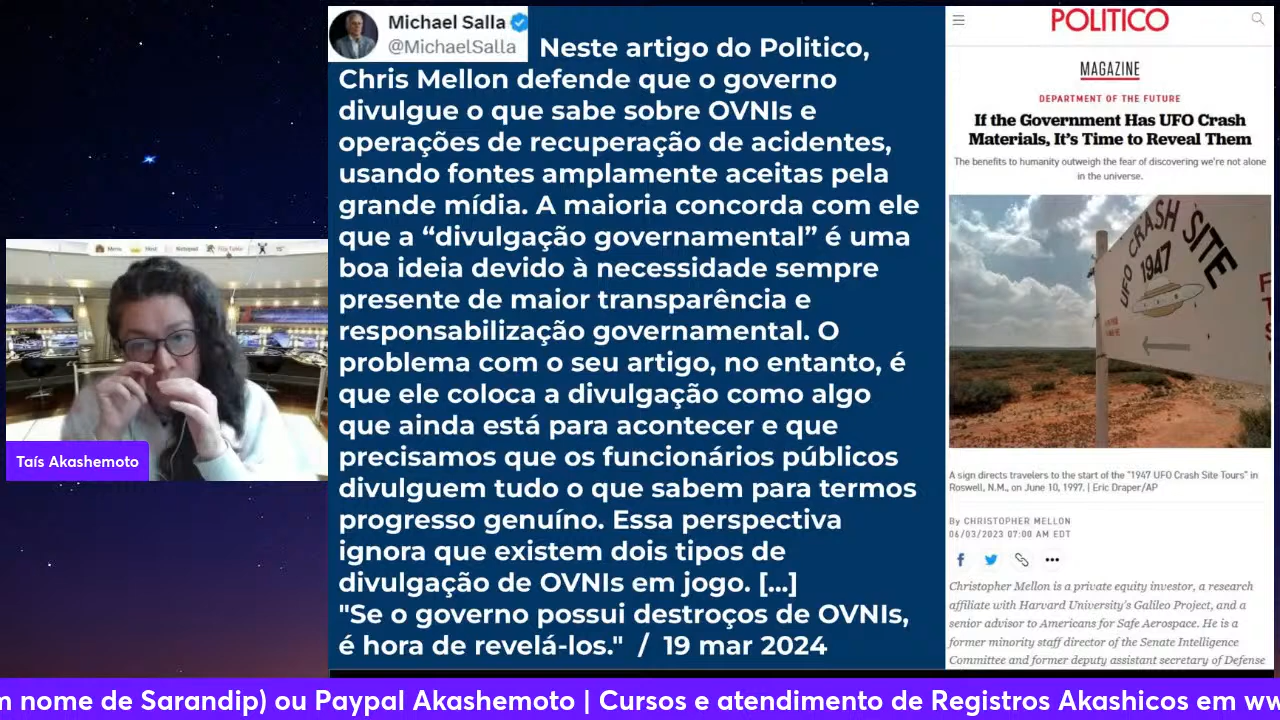 Michael Salla
@MichaelSalla
Neste artigo do Politico,
Chris Mellon defende que o governo
divulgue o que sabe sobre OVNIs e
operações de recuperação de acidentes,
usando fontes amplamente aceitas pela
grande mídia. A maioria concorda com ele
que a “divulgação governamental” é uma
boa ideia devido à necessidade sempre
presente de maior transparência e
responsabilização governamental. O
problema com o seu artigo, no entanto, é
que ele coloca a divulgação como algo
que ainda está para acontecer e que
precisamos que os funcionários públicos
divulguem tudo o que sabem para termos
progresso genuíno. Essa perspectiva
ignora que existem dois tipos de
divulgação de OVNIs em jogo. [...]
"Se o governo possui destroços de OVNIs,
é hora de revelá-los." / 19 mar 2024
POLITICO
MAGAZINE
DEPARTMENT OF THE FUTURE
If the Government Has UFO Crash
Materials, It’s Time to Reveal Them
The benefits to humanity outweigh the fear of discovering we're not alone
in the universe.
UFO CRASH SITE
1947
A sign directs travelers to the start of the "1947 UFO Crash Site Tours" in
Roswell, N.M., on June 10, 1997. | Eric Draper/AP
By CHRISTOPHER MELLON
06/03/2023 07:00 AM EDT
Christopher Mellon is a private equity investor, a research
affiliate with Harvard University's Galileo Project, and a
senior advisor to Americans for Safe Aerospace. He is a
former minority staff director of the Senate Intelligence
Committee and former deputy assistant secretary of Defense
Taís Akashemoto
m nome de Sarandip) ou Paypal Akashemoto | Cursos e atendimento de Registros Akashicos em ww